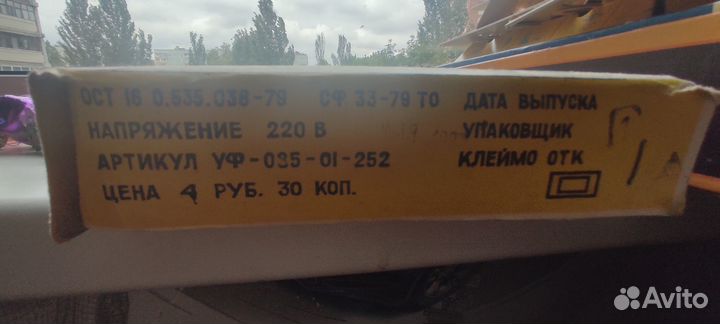 ОСТ 16 0.535.038-79 СФ 33-79 ТО ДАТА ВЫПУСКА
НАПРЯЖЕНИЕ 220 В УПАКОВЩИК
АРТИКУЛ УФ-035-01-252 КЛЕЙМО ОТК
ЦЕНА 4 РУБ. 30 КОП.
Avito